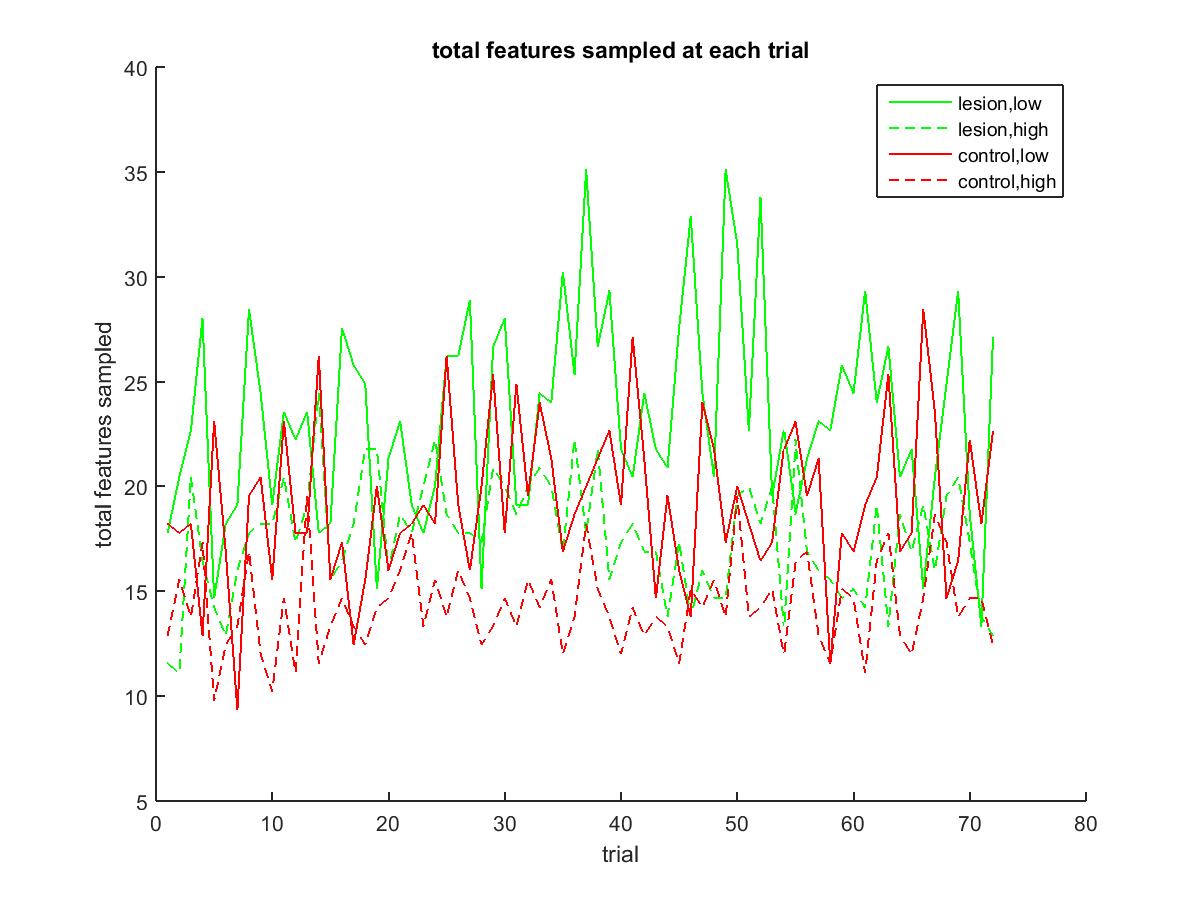 total features sampled at each trial
40
35
30
25
20
15
10
5
total features sampled
lesion,low
lesion,high
control,low
control,high
0 10 20 30 40 50 60 70 80
trial